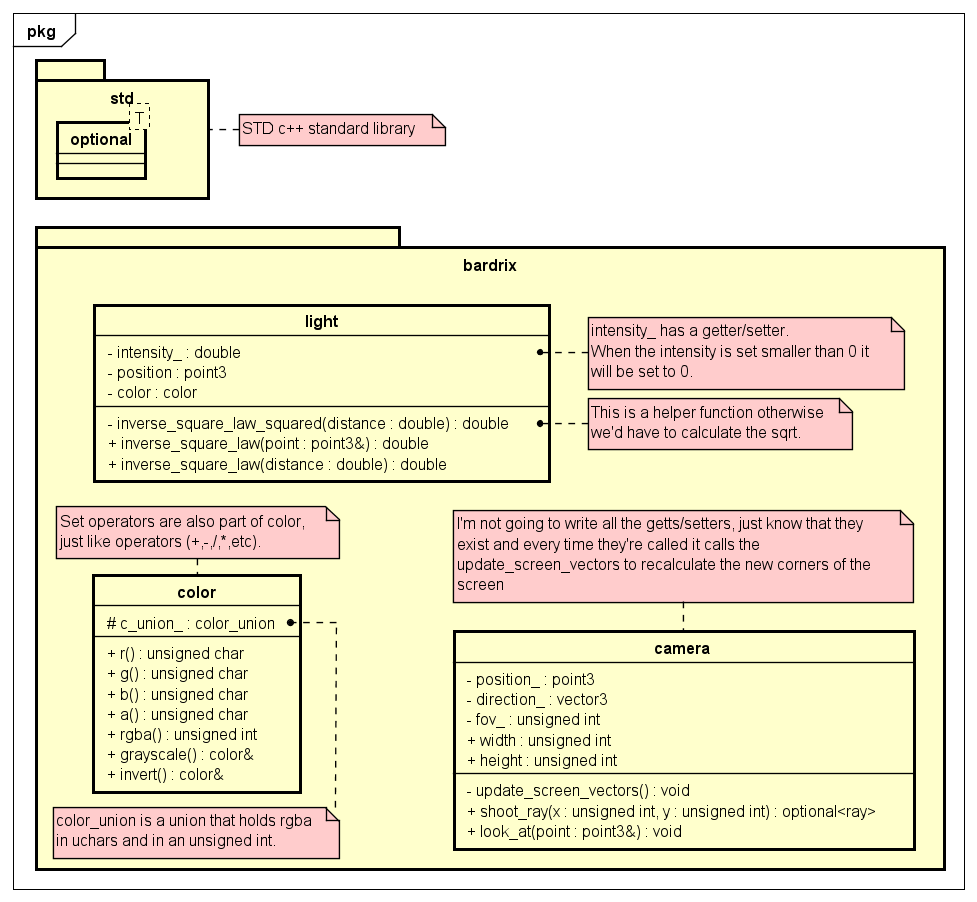 pkg
std
T
optional
STD c++ standard library
bardrix
light
- intensity_ : double
- position : point3
- color : color
- inverse_square_law_squared(distance : double) : double
+ inverse_square_law(point : point3&) : double
+ inverse_square_law(distance : double) : double
intensity_ has a getter/setter.
When the intensity is set smaller than 0 it
will be set to 0.
This is a helper function otherwise
we'd have to calculate the sqrt.
Set operators are also part of color,
just like operators (+,-,/,*,etc).
color
# c_union_ : color_union
+ r() : unsigned char
+ g() : unsigned char
+ b() : unsigned char
+ a() : unsigned char
+ rgba() : unsigned int
+ grayscale() : color&
+ invert() : color&
color_union is a union that holds rgba
in uchars and in an unsigned int.
I'm not going to write all the getts/setters, just know that they
exist and every time they're called it calls the
update_screen_vectors to recalculate the new corners of the
screen
camera
- position_ : point3
- direction_ : vector3
- fov_ : unsigned int
+ width : unsigned int
+ height : unsigned int
- update_screen_vectors() : void
+ shoot_ray(x : unsigned int, y : unsigned int) : optional<ray>
+ look_at(point : point3&) : void